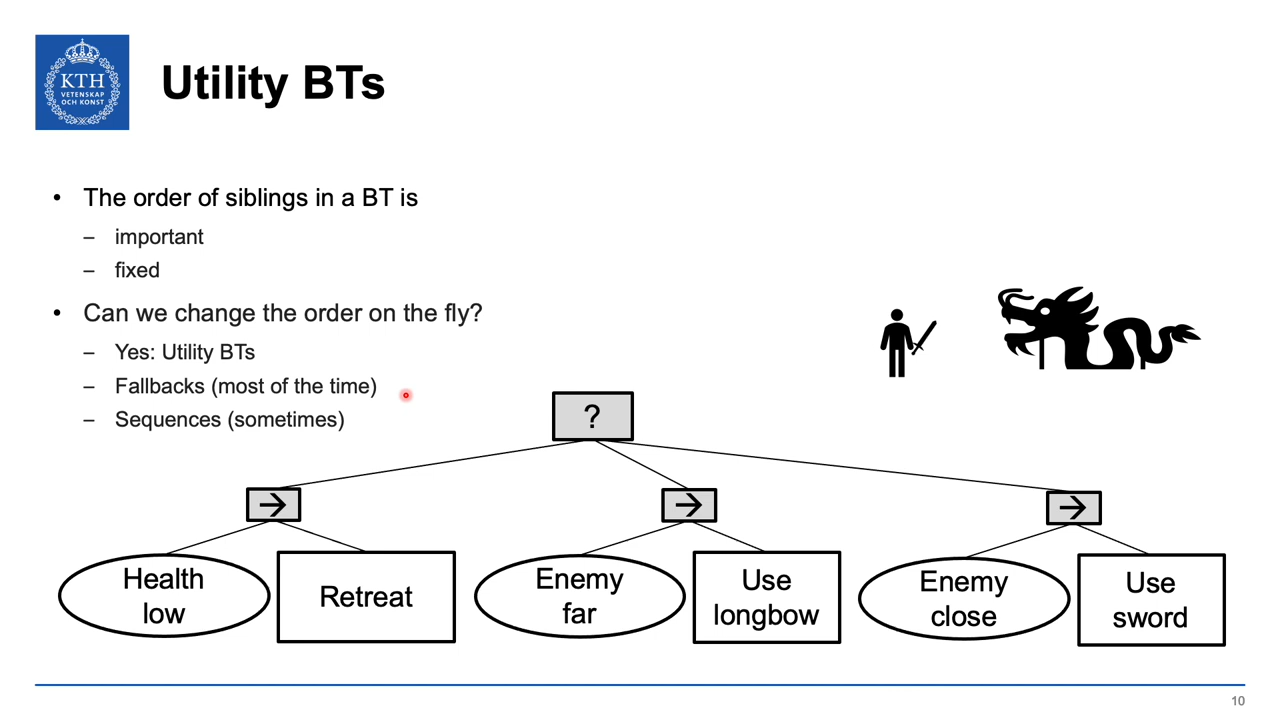 KTH
VETENSKAP
OCH KONST
Utility BTs
• The order of siblings in a BT is
– important
– fixed
• Can we change the order on the fly?
– Yes: Utility BTs
– Fallbacks (most of the time)
– Sequences (sometimes)
?
→ → →
Health
low
Retreat
Enemy
far
Use
longbow
Enemy
close
Use
sword
10